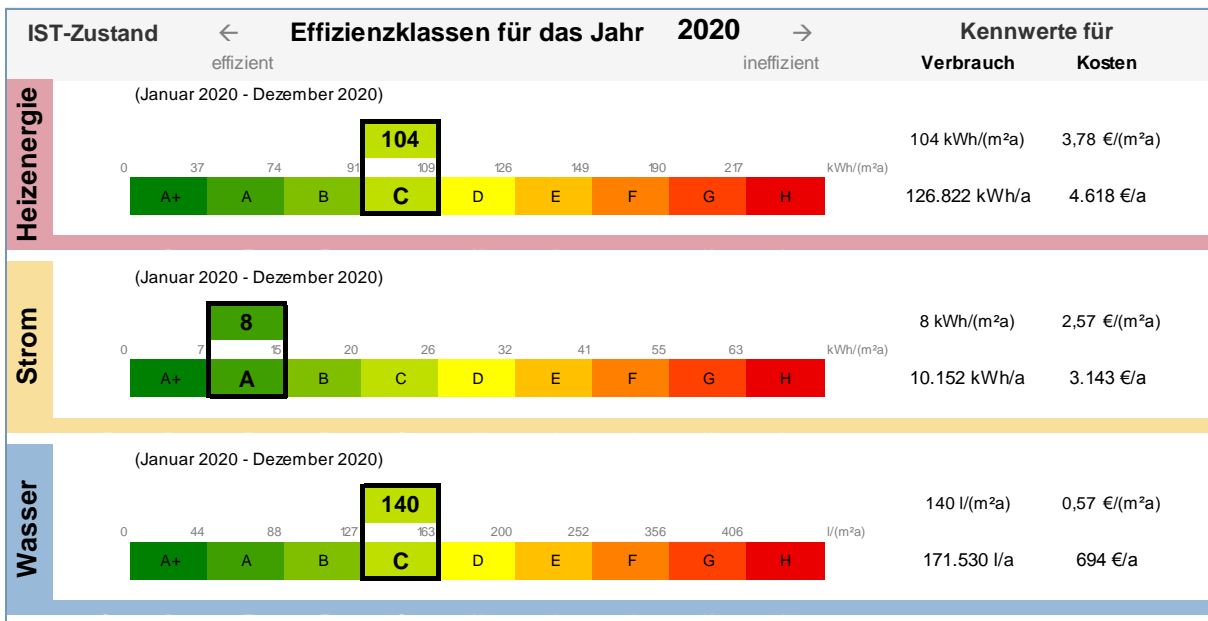 IST-Zustand ← Effizienzklassen für das Jahr 2020 → Kennwerte für
effizient ineffizient Verbrauch Kosten
Heizenergie
(Januar 2020 - Dezember 2020)
104 104 kWh/(m²a) 3,78 €/(m²a)
0 37 74 91 109 126 149 190 217 kWh/(m²a)
A+ A B C D E F G H 126.822 kWh/a 4.618 €/a
Strom
(Januar 2020 - Dezember 2020)
8 8 kWh/(m²a) 2,57 €/(m²a)
0 7 15 20 26 32 41 55 63 kWh/(m²a)
A+ A B C D E F G H 10.152 kWh/a 3.143 €/a
Wasser
(Januar 2020 - Dezember 2020)
140 140 l/(m²a) 0,57 €/(m²a)
0 44 88 127 163 200 252 356 406 l/(m²a)
A+ A B C D E F G H 171.530 l/a 694 €/a